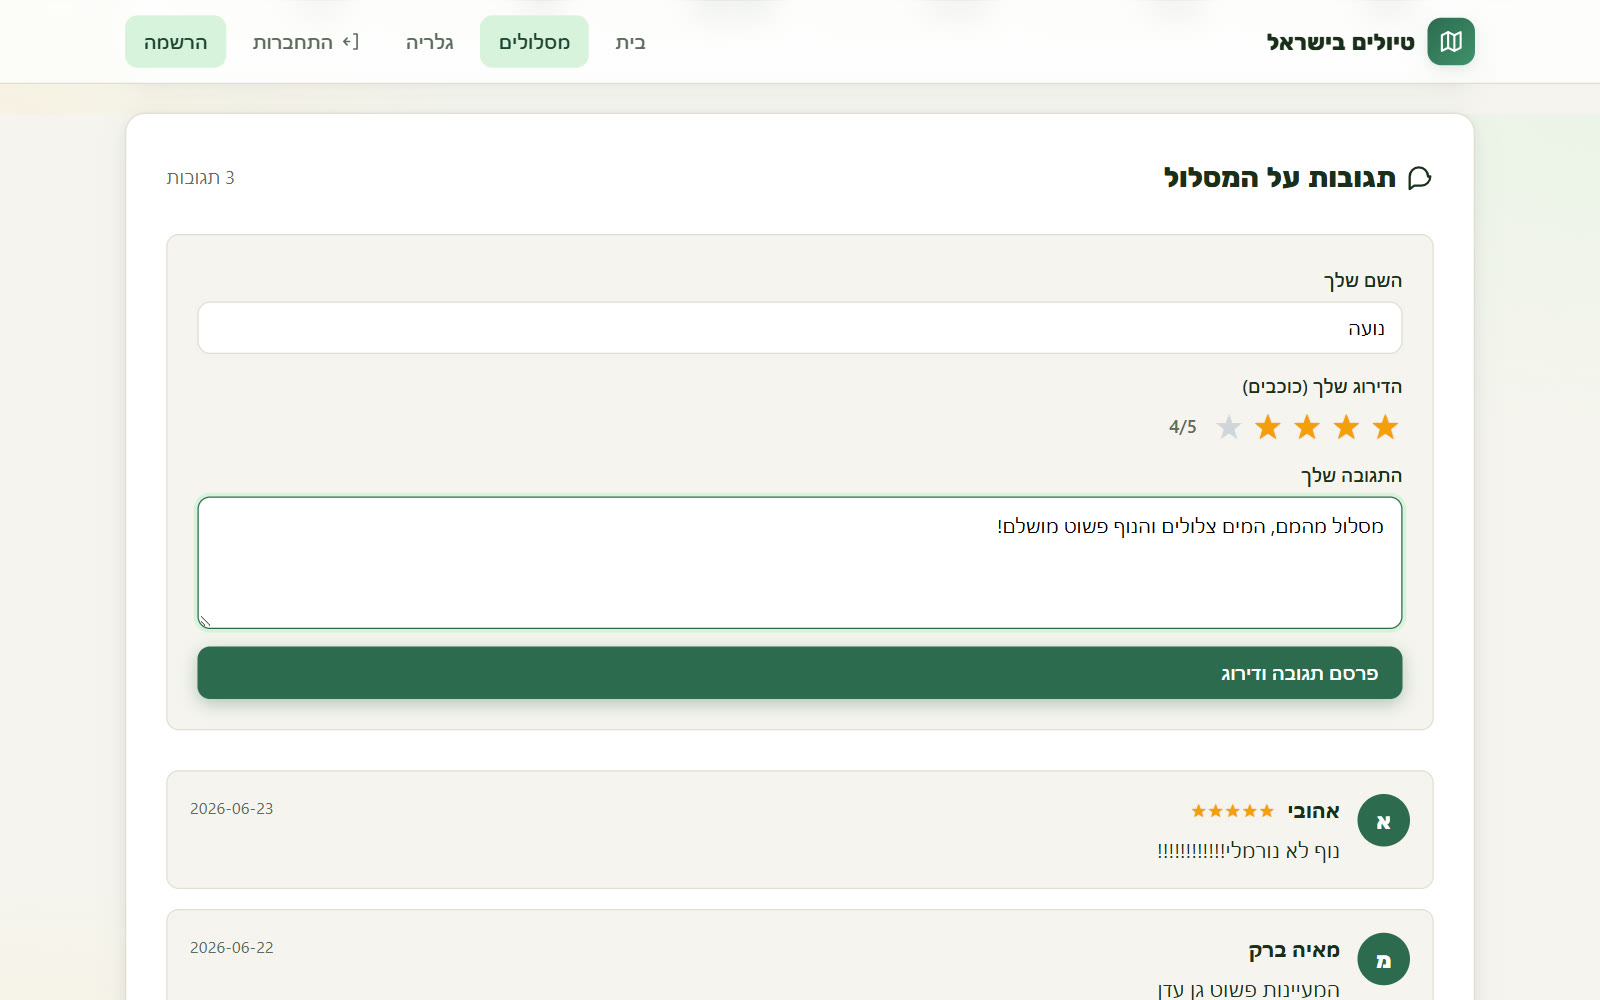 טיולים בישראל
בית
מסלולים
גלריה
התחברות
הרשמה
תגובות על המסלול
3 תגובות
השם שלך
נועה
הדירוג שלך (כוכבים)
4/5
התגובה שלך
מסלול מהמם, המים צלולים והנוף פשוט מושלם!
פרסם תגובה ודירוג
א
אהובי
2026-06-23
נוף לא נורמלי!!!!!!!!!!!!
מ
מאיה ברק
2026-06-22
המעיינות פשוט גן עדן